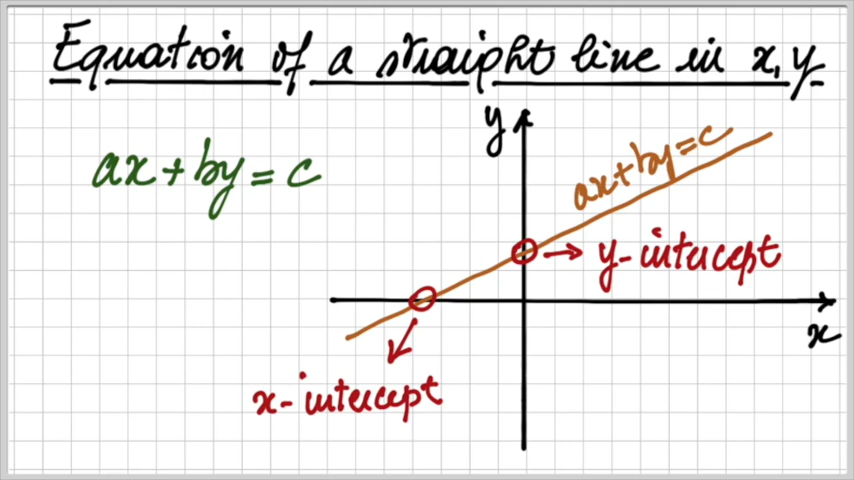 Equation of a straight line in x, y
y
ax+by=c
ax+by=c
y-intercept
x
x-intercept